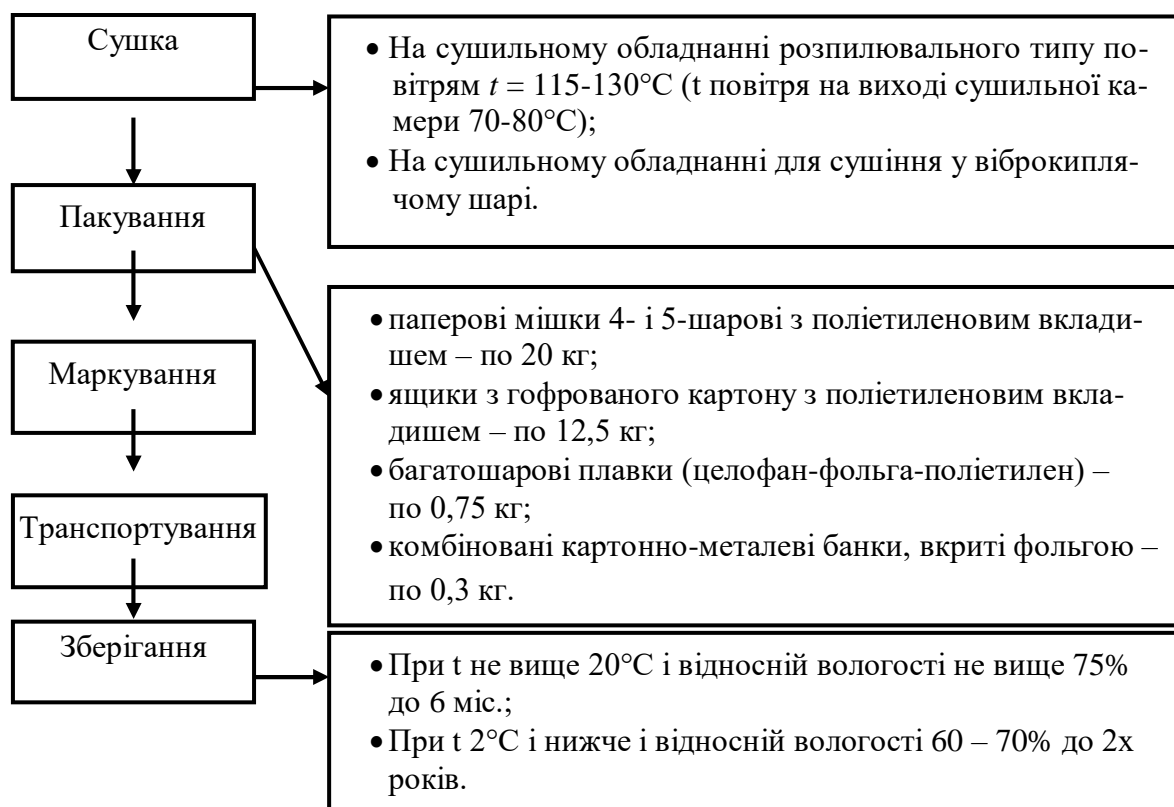 Сушка
• На сушильному обладнанні розпилювального типу по-
вітрям t = 115-130°С (t повітря на виході сушильної ка-
мери 70-80°С);
• На сушильному обладнанні для сушіння у віброкипля-
чому шарі.
Пакування
• паперові мішки 4- і 5-шарові з поліетиленовим вклади-
шем – по 20 кг;
• ящики з гофрованого картону з поліетиленовим вкла-
дишем – по 12,5 кг;
• багатошарові плавки (целофан-фольга-поліетилен) –
по 0,75 кг;
• комбіновані картонно-металеві банки, вкриті фольгою –
по 0,3 кг.
Маркування
Транспортування
Зберігання
• При t не вище 20°С і відносній вологості не вище 75%
до 6 міс.;
• При t 2°С і нижче і відносній вологості 60 – 70% до 2х
років.